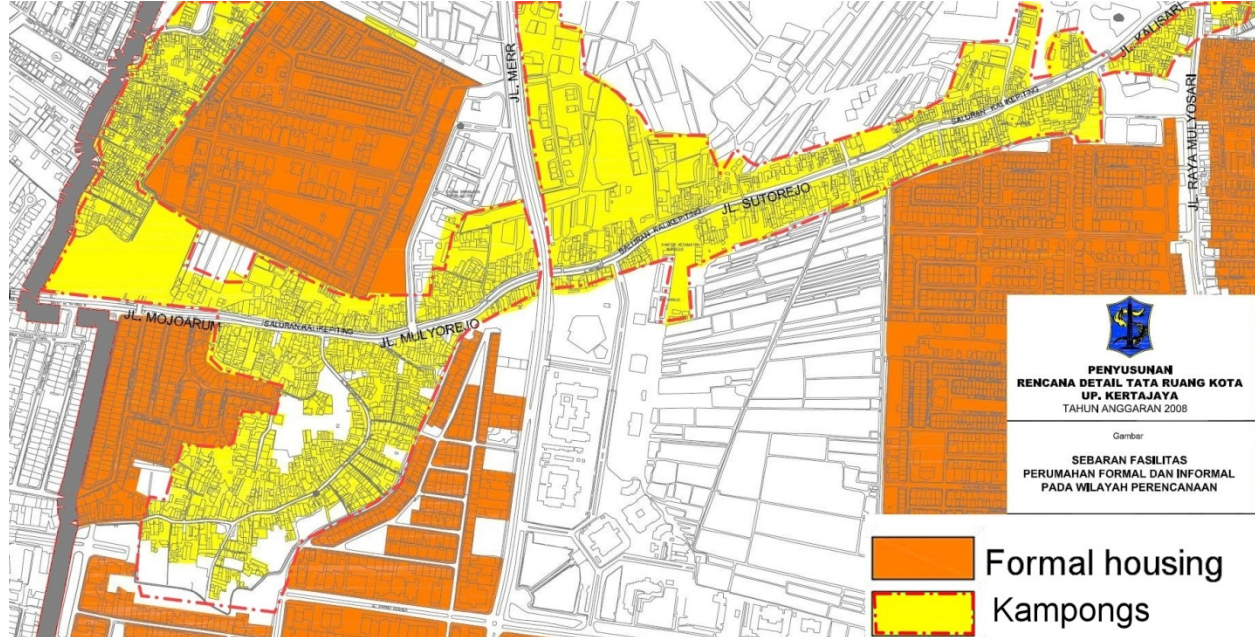 JL. MERR
JL. KALISARI
SALURAN KALIKEPITING
JL. RAYA MULYOSARI
JL. SUTOREJO
SALURAN KALIKEPITING
JL. MOJOARUM
SALURAN KALIKEPITING
JL. MULYOREJO
PENYUSUNAN
RENCANA DETAIL TATA RUANG KOTA
UP. KERTAJAYA
TAHUN ANGGARAN 2008
Gambar
SEBARAN FASILITAS
PERUMAHAN FORMAL DAN INFORMAL
PADA WILAYAH PERENCANAAN
Formal housing
Kampongs